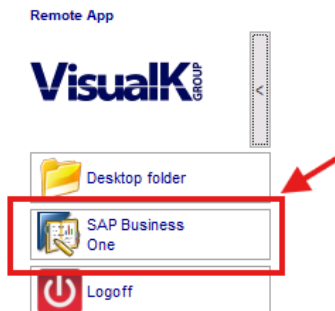 Remote App
VisualK GROUP
<
Desktop folder
SAP Business
One
Logoff